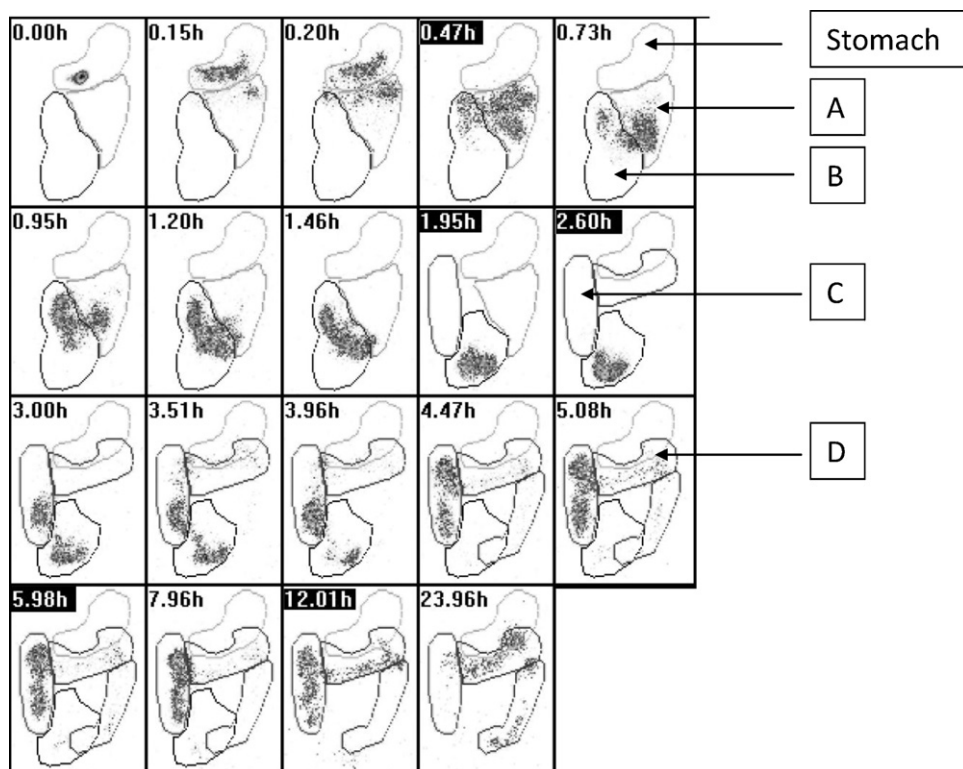 0.00h 0.15h 0.20h 0.47h 0.73h Stomach
A
B
0.95h 1.20h 1.46h 1.95h 2.60h
C
3.00h 3.51h 3.96h 4.47h 5.08h
D
5.98h 7.96h 12.01h 23.96h